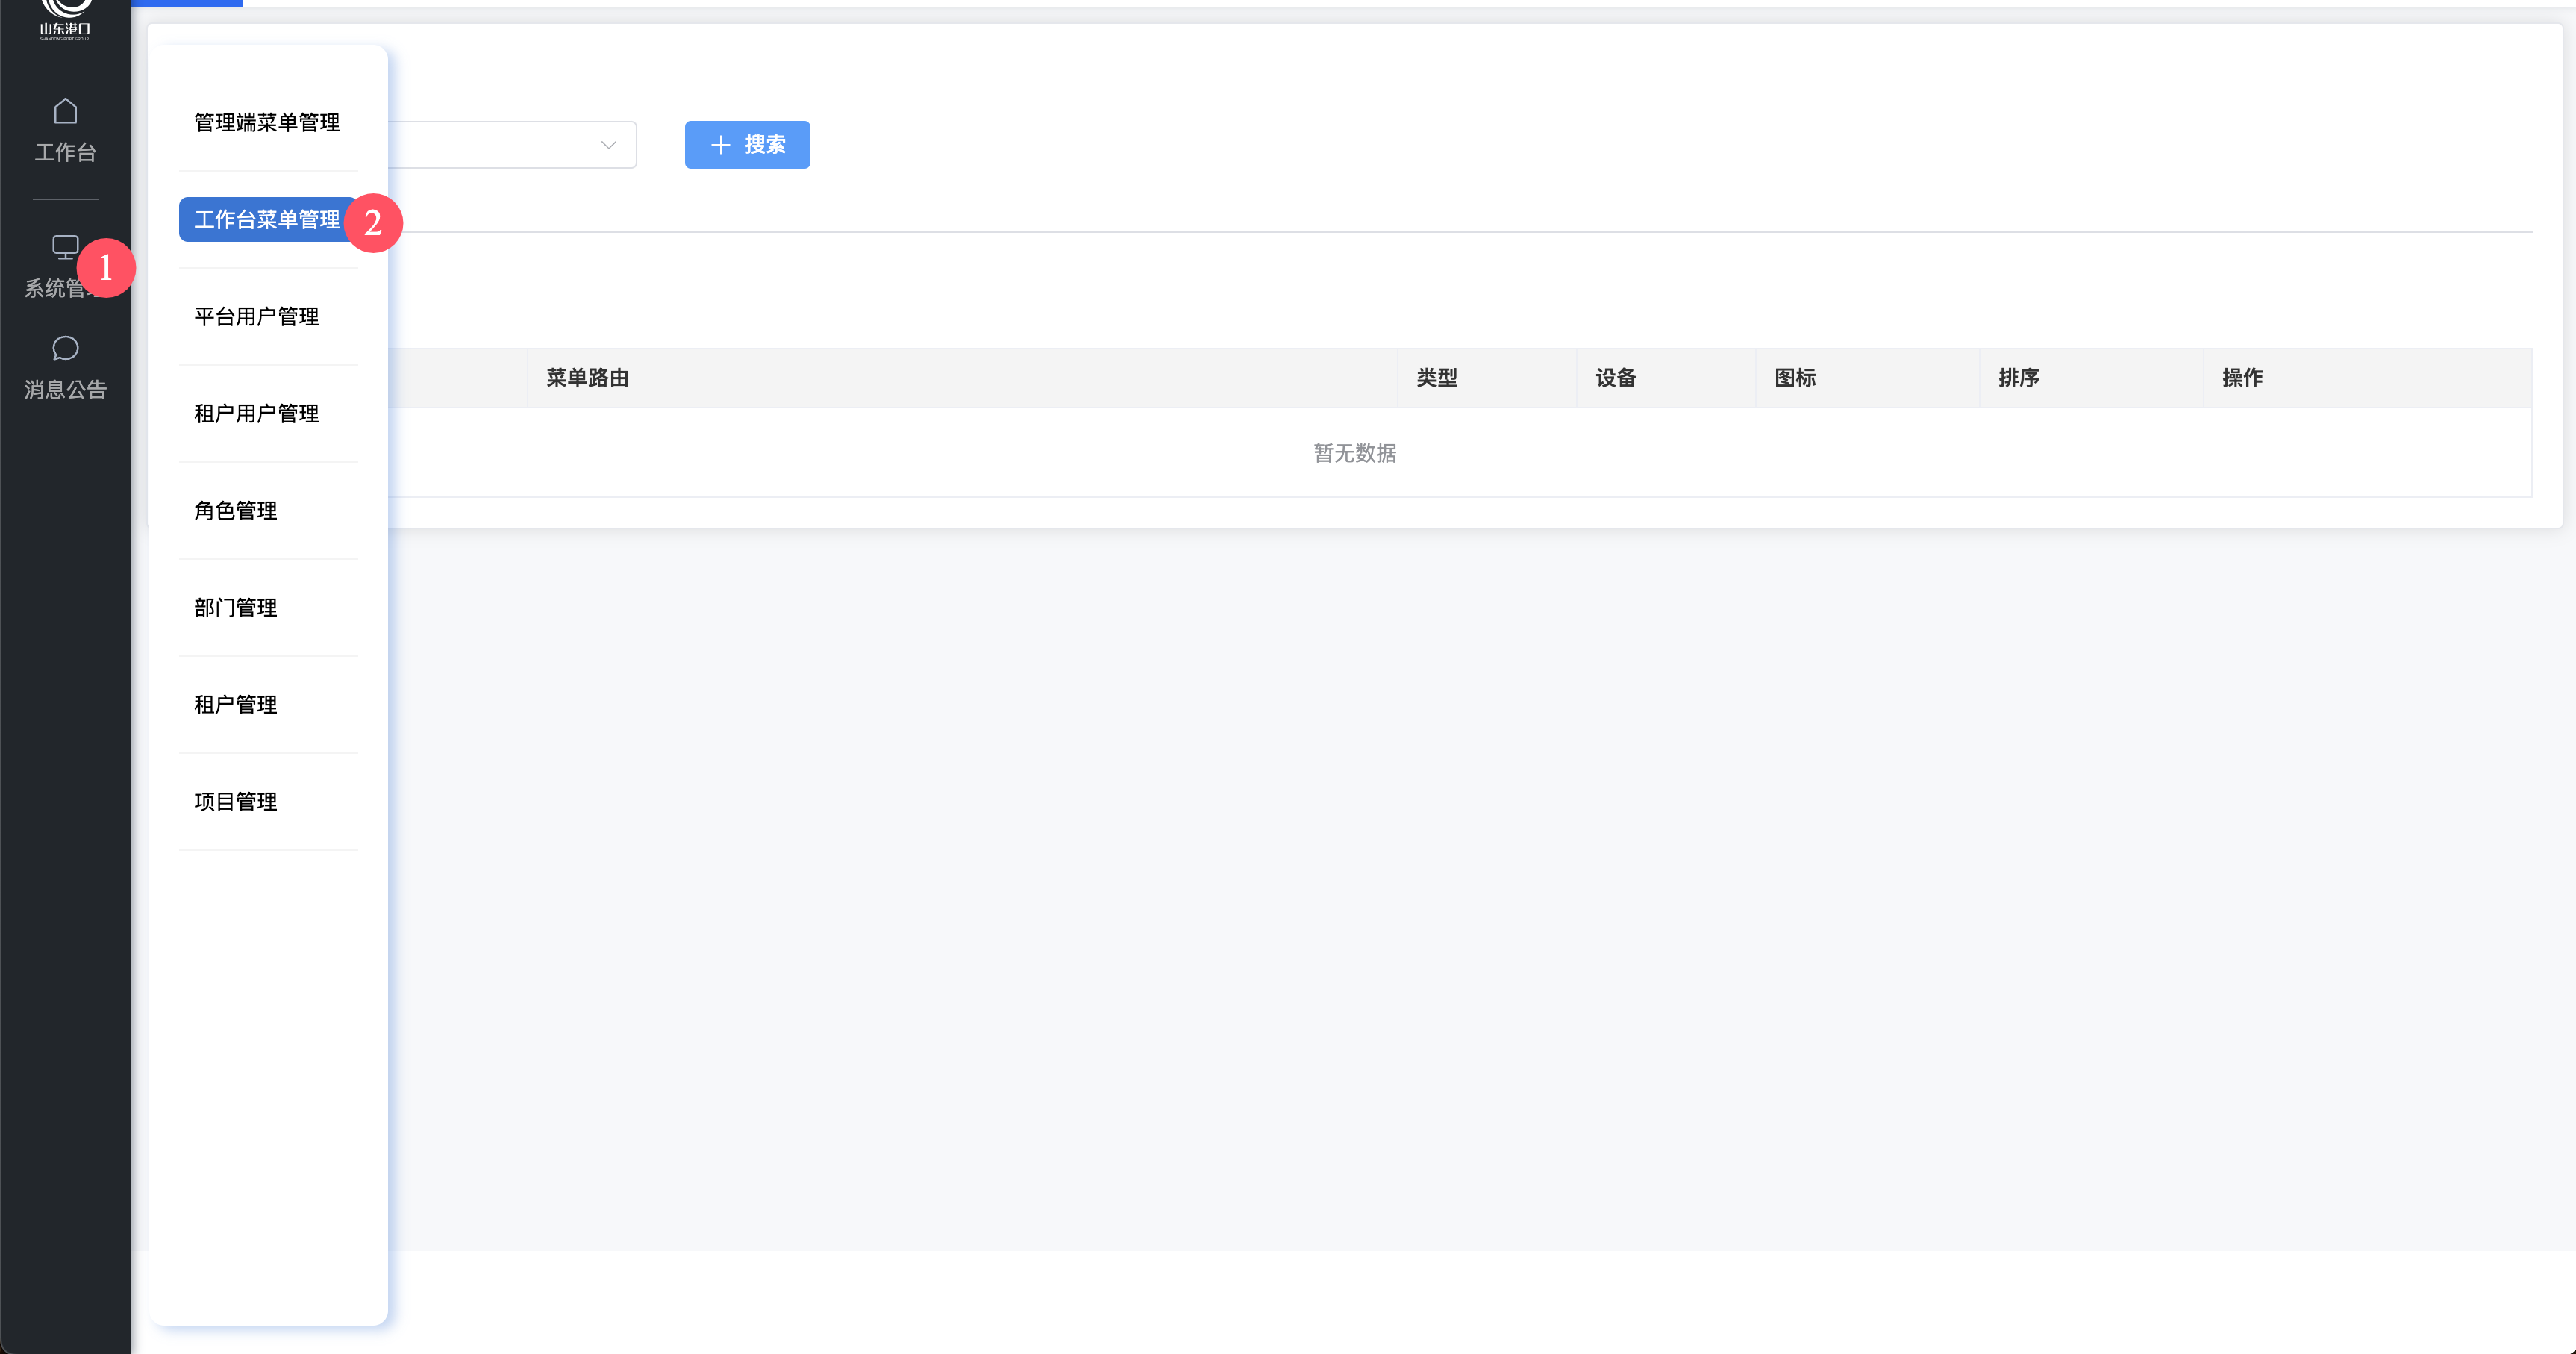 山东港口
SHANDONG PORT GROUP
工作台
系统管
1
消息公告
管理端菜单管理
工作台菜单管理
2
平台用户管理
租户用户管理
角色管理
部门管理
租户管理
项目管理
搜索
菜单路由
类型
设备
图标
排序
操作
暂无数据